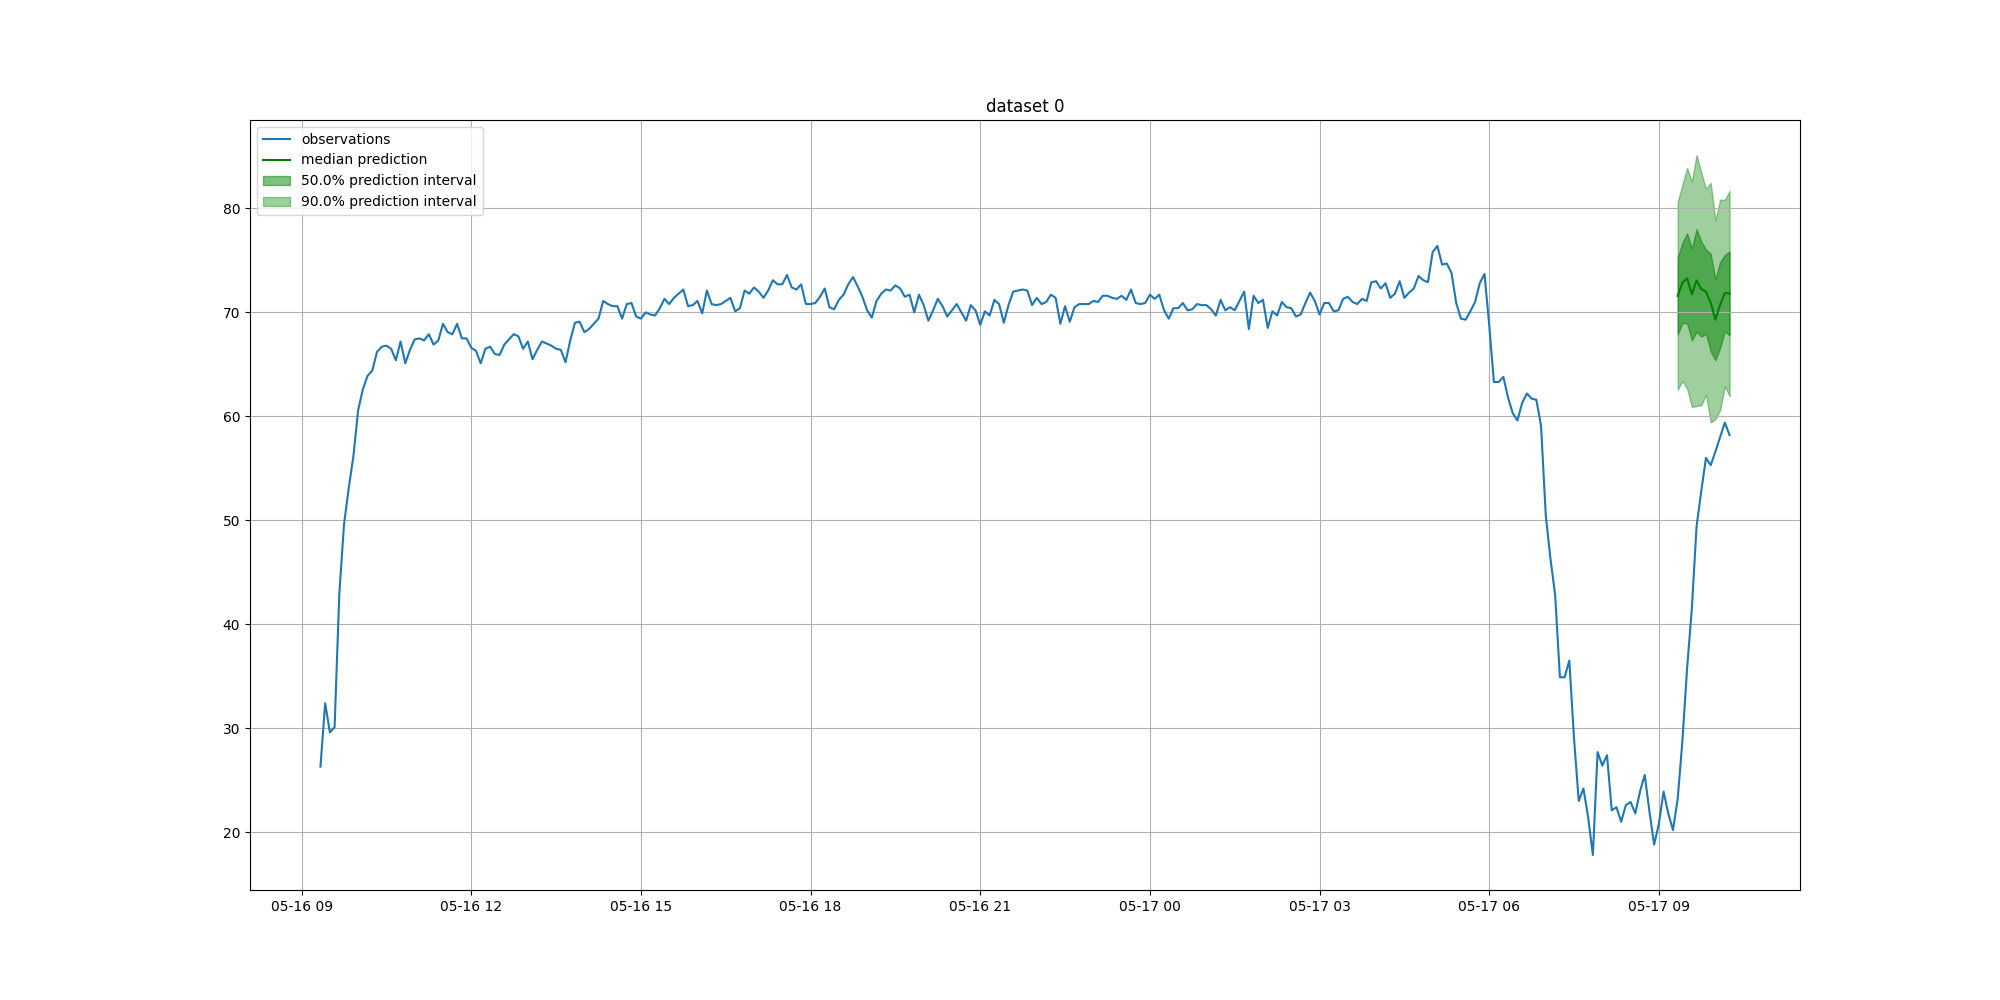 dataset 0
observations
median prediction
50.0% prediction interval
90.0% prediction interval
80
70
60
50
40
30
20
05-16 09 05-16 12 05-16 15 05-16 18 05-16 21 05-17 00 05-17 03 05-17 06 05-17 09